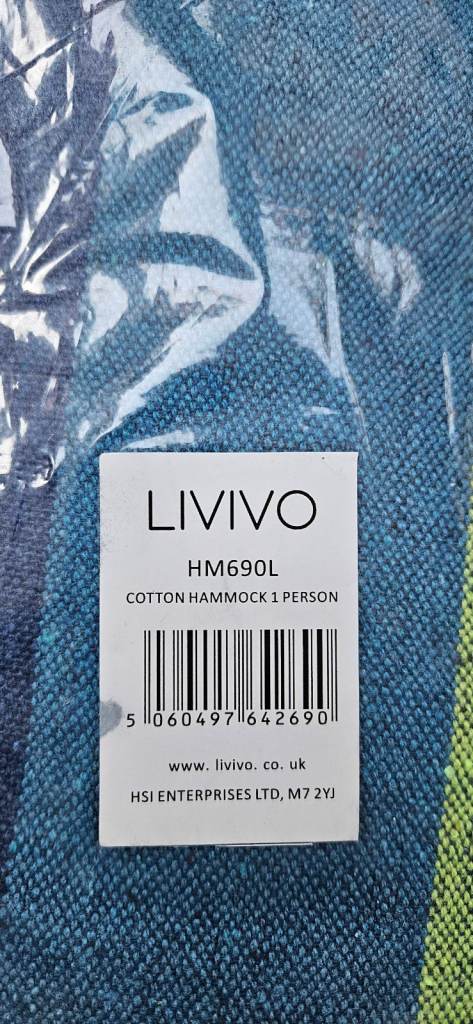 LIVIVO
HM690L
COTTON HAMMOCK 1 PERSON
5 060497 642690
www. livivo. co. uk
HSI ENTERPRISES LTD, M7 2YJ